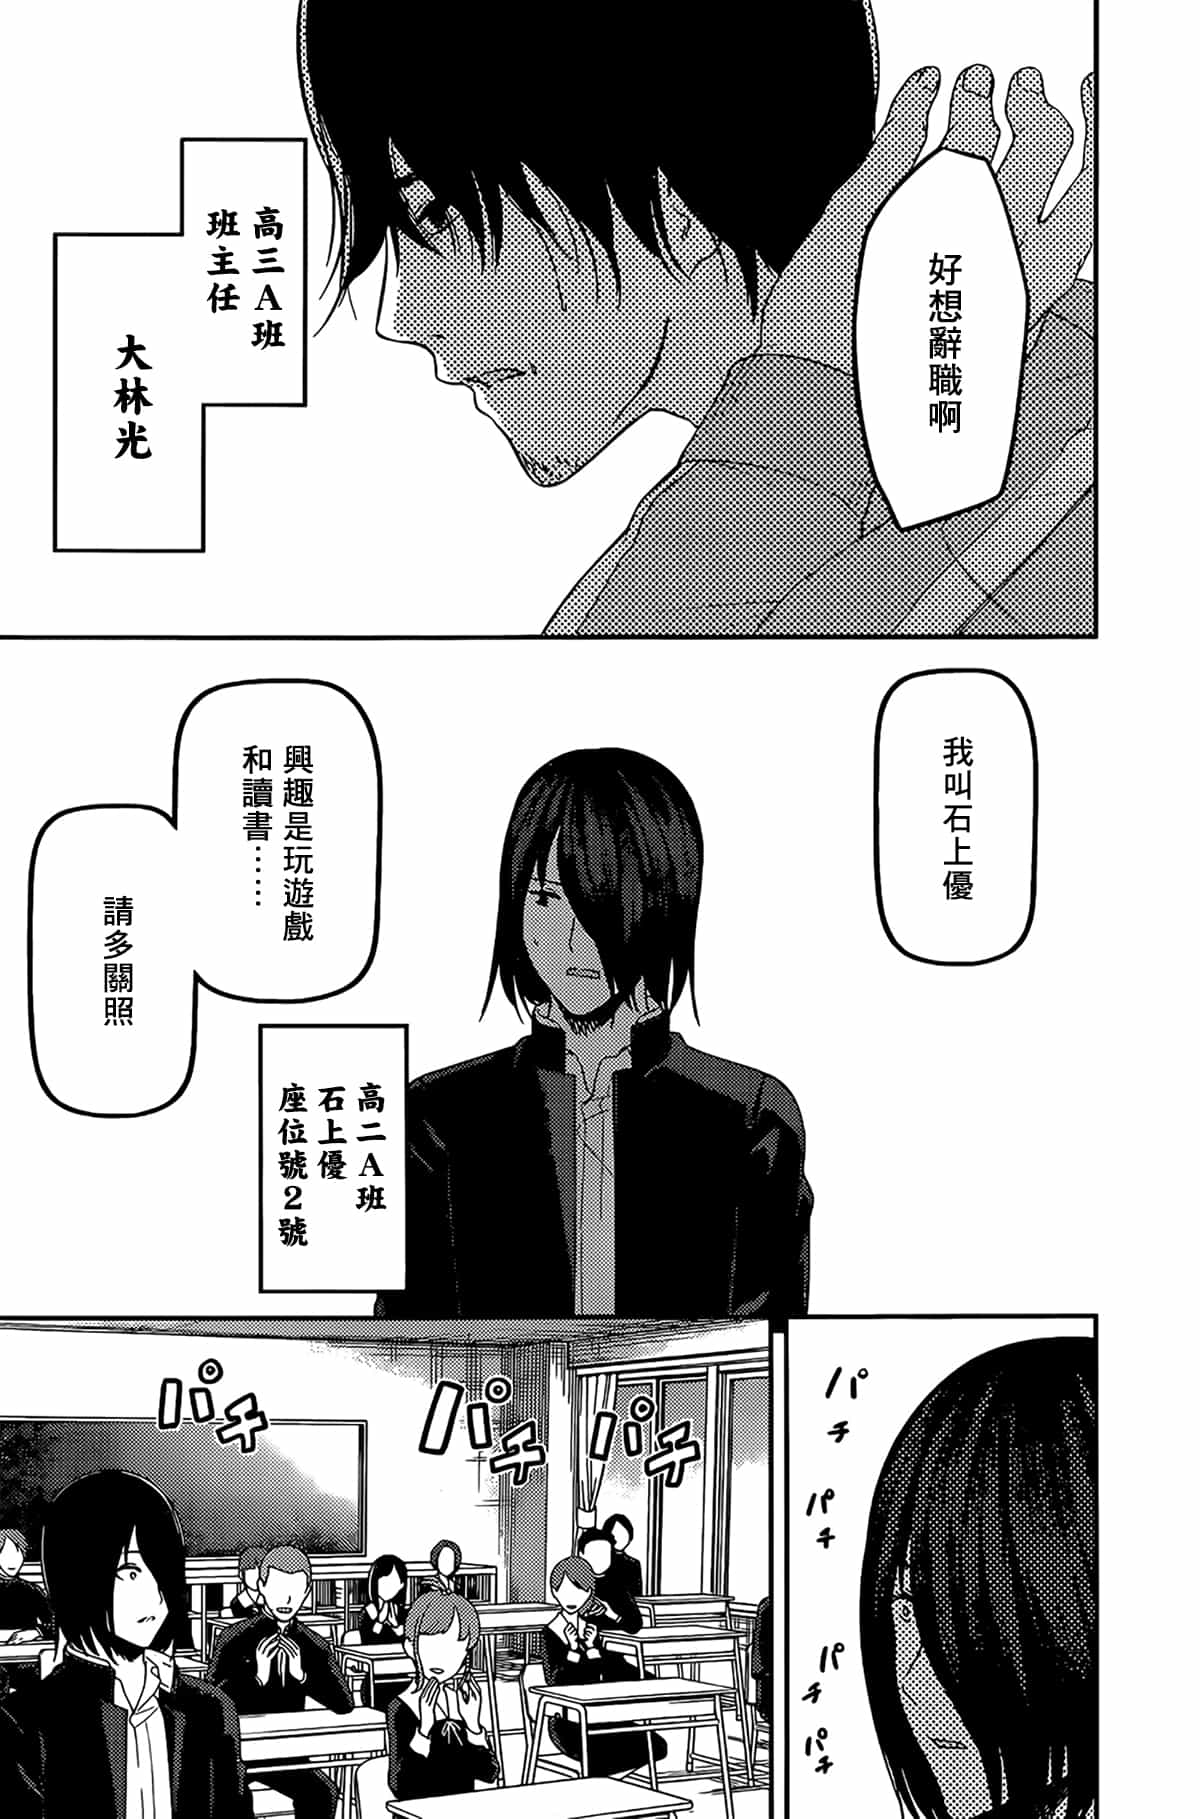 好想辭職啊
高三A班
班主任
大林光
我叫石上優
興趣是玩遊戲
和讀書……
請多關照
高二A班
石上優
座位號2號
パチ
パチ
パチ
パチ
パチ
パチ
パチ